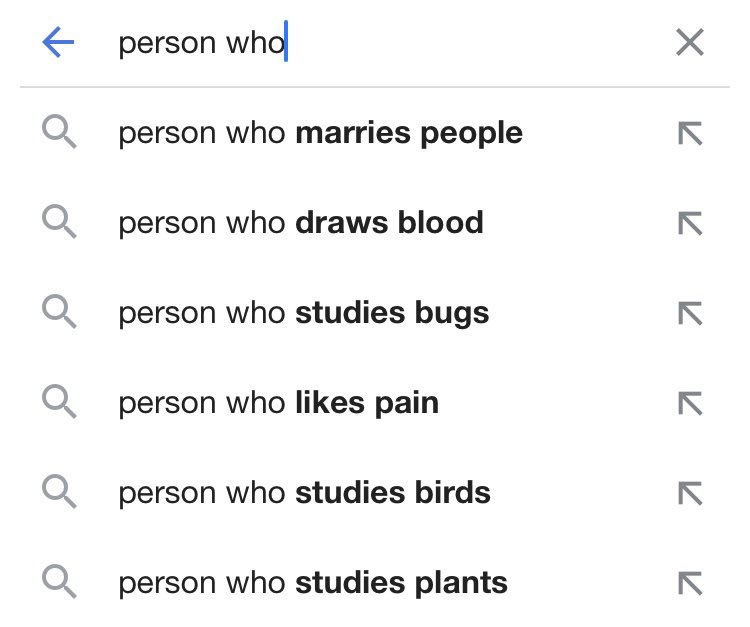 person who
person who marries people
person who draws blood
person who studies bugs
person who likes pain
person who studies birds
person who studies plants